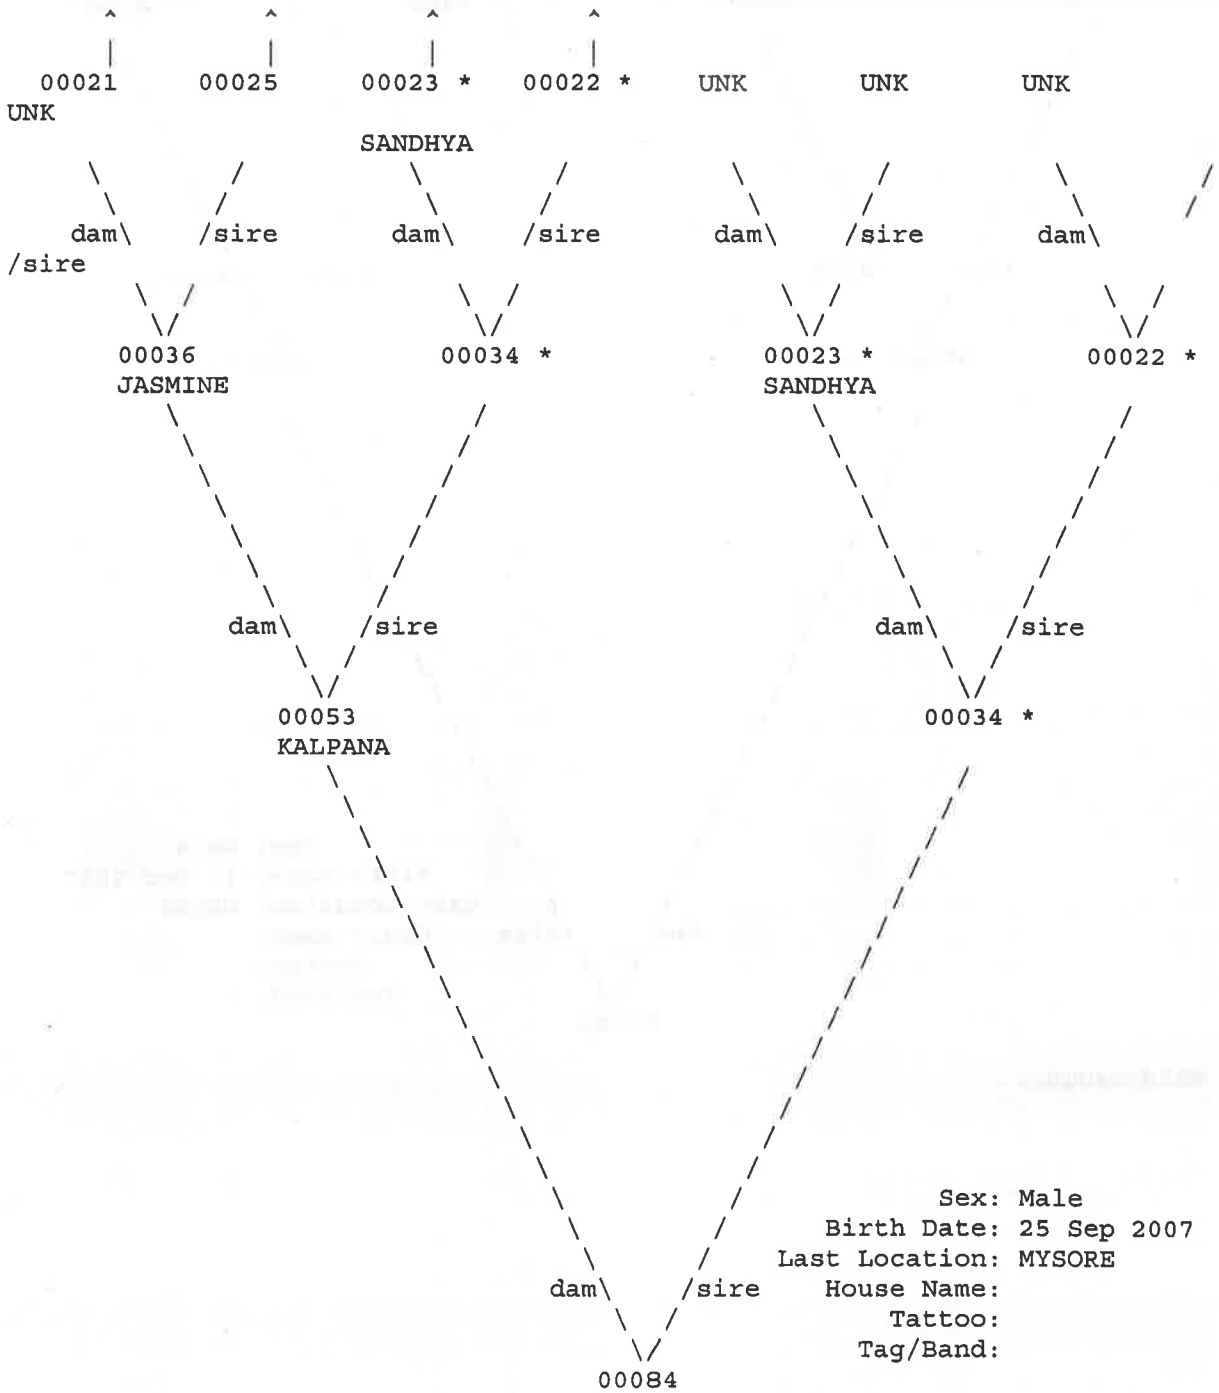 00021 00025 00023 * 00022 * UNK UNK UNK
UNK
SANDHYA
dam\ /sire dam\ /sire dam\ /sire dam\
/sire
00036 00034 * 00023 * 00022 *
JASMINE SANDHYA
dam\ /sire dam\ /sire
00053 00034 *
KALPANA
Sex: Male
Birth Date: 25 Sep 2007
Last Location: MYSORE
dam\ /sire House Name:
Tattoo:
Tag/Band:
00084